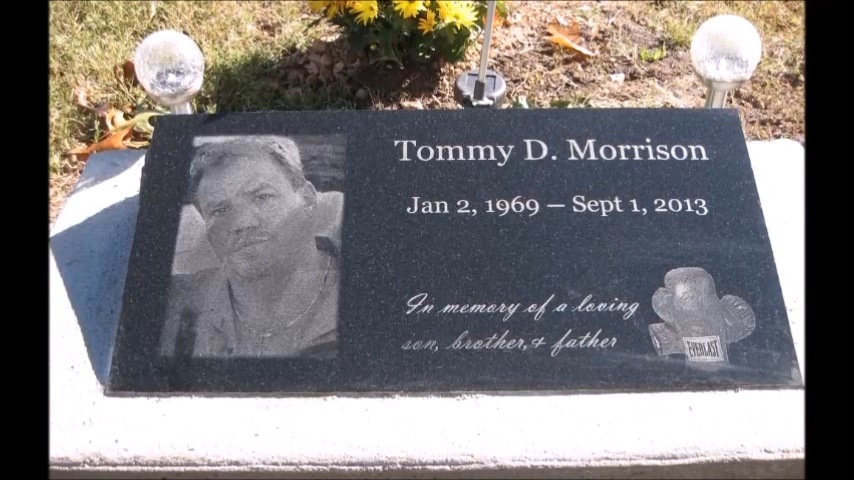 Tommy D. Morrison
Jan 2, 1969 — Sept 1, 2013
In memory of a loving
son, brother, & father
EVERLAST